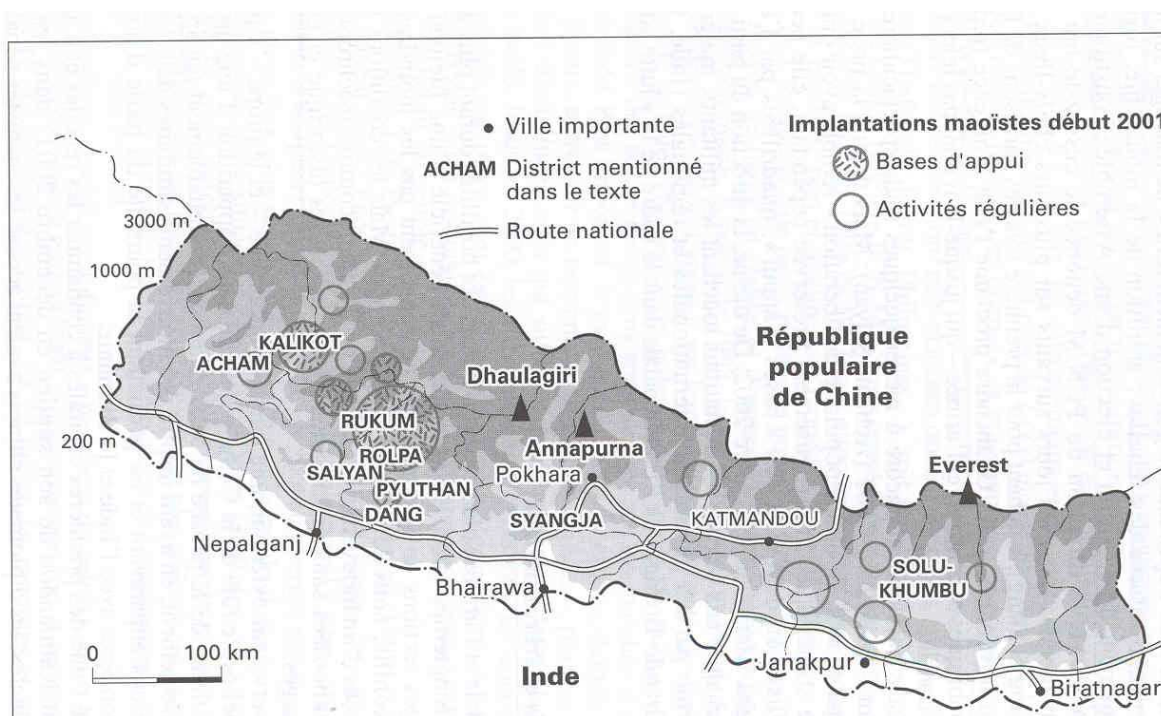 Ville importante
ACHAM District mentionné
dans le texte
Route nationale
Implantations maoïstes début 2001
Bases d'appui
Activités régulières
3000 m
1000 m
200 m
KALIKOT
ACHAM
RUKUM
ROLPA
SALYAN
PYUTHAN
DANG
Dhaulagiri
Annapurna
Pokhara
SYANGJA
KATMANDOU
République
populaire
de Chine
Everest
SOLU-
KHUMBU
Nepalganj
Bhairawa
Janakpur
Biratnagar
Inde
0 100 km